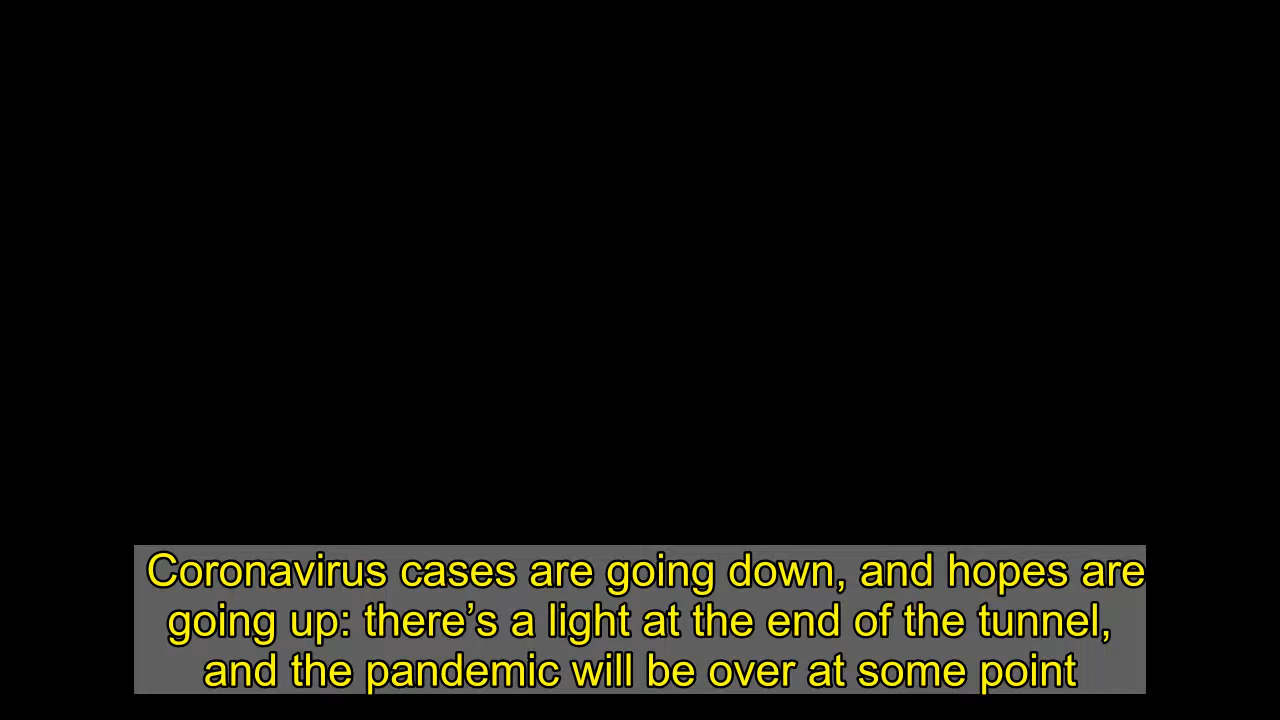 Coronavirus cases are going down, and hopes are
going up: there’s a light at the end of the tunnel,
and the pandemic will be over at some point